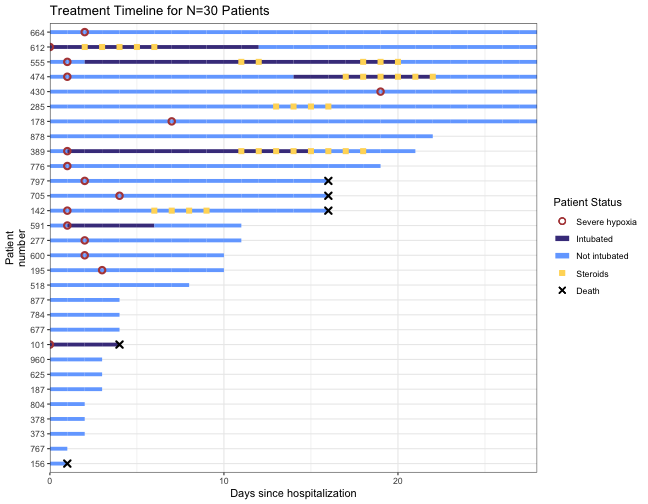 Treatment Timeline for N=30 Patients
664
612
555
474
430
285
178
878
389
776
797
705
142
591
277
600
195
518
877
784
677
101
960
625
187
804
378
373
767
156
Patient
number
0 10 20
Days since hospitalization
Patient Status
Severe hypoxia
Intubated
Not intubated
Steroids
Death